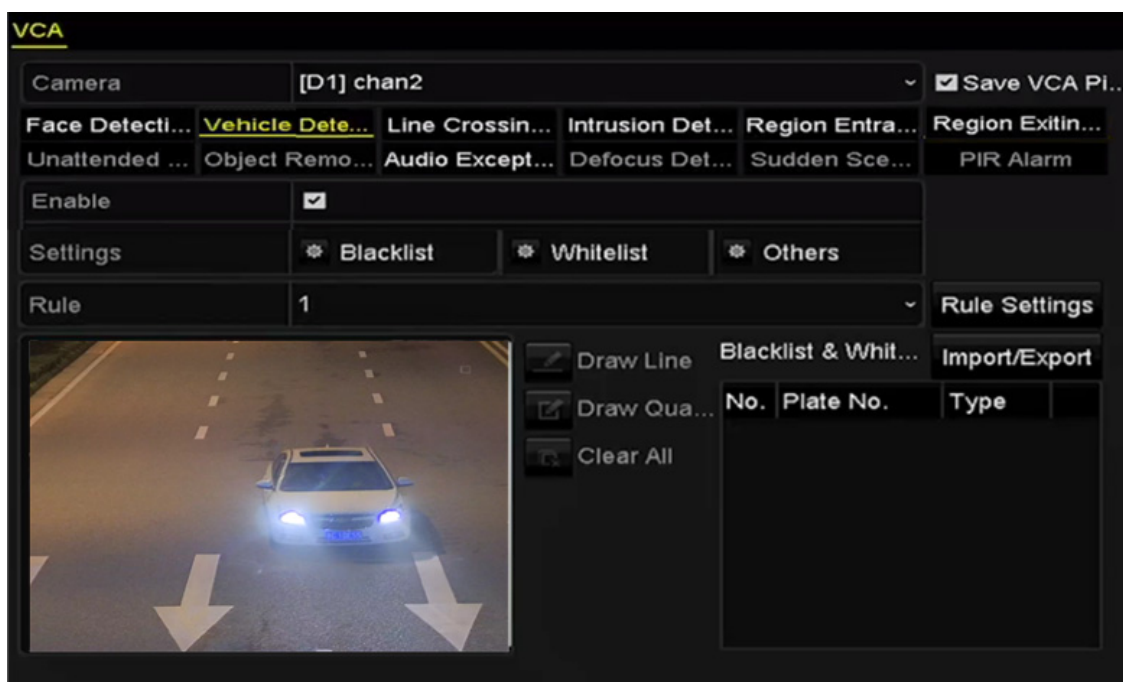 VCA
Camera [D1] chan2 Save VCA Pi..
Face Detecti... Vehicle Dete... Line Crossin... Intrusion Det... Region Entra... Region Exitin...
Unattended ... Object Remo... Audio Except... Defocus Det... Sudden Sce... PIR Alarm
Enable
Settings Blacklist Whitelist Others
Rule 1 Rule Settings
Draw Line Blacklist & Whit... Import/Export
Draw Qua... No. Plate No. Type
Clear All